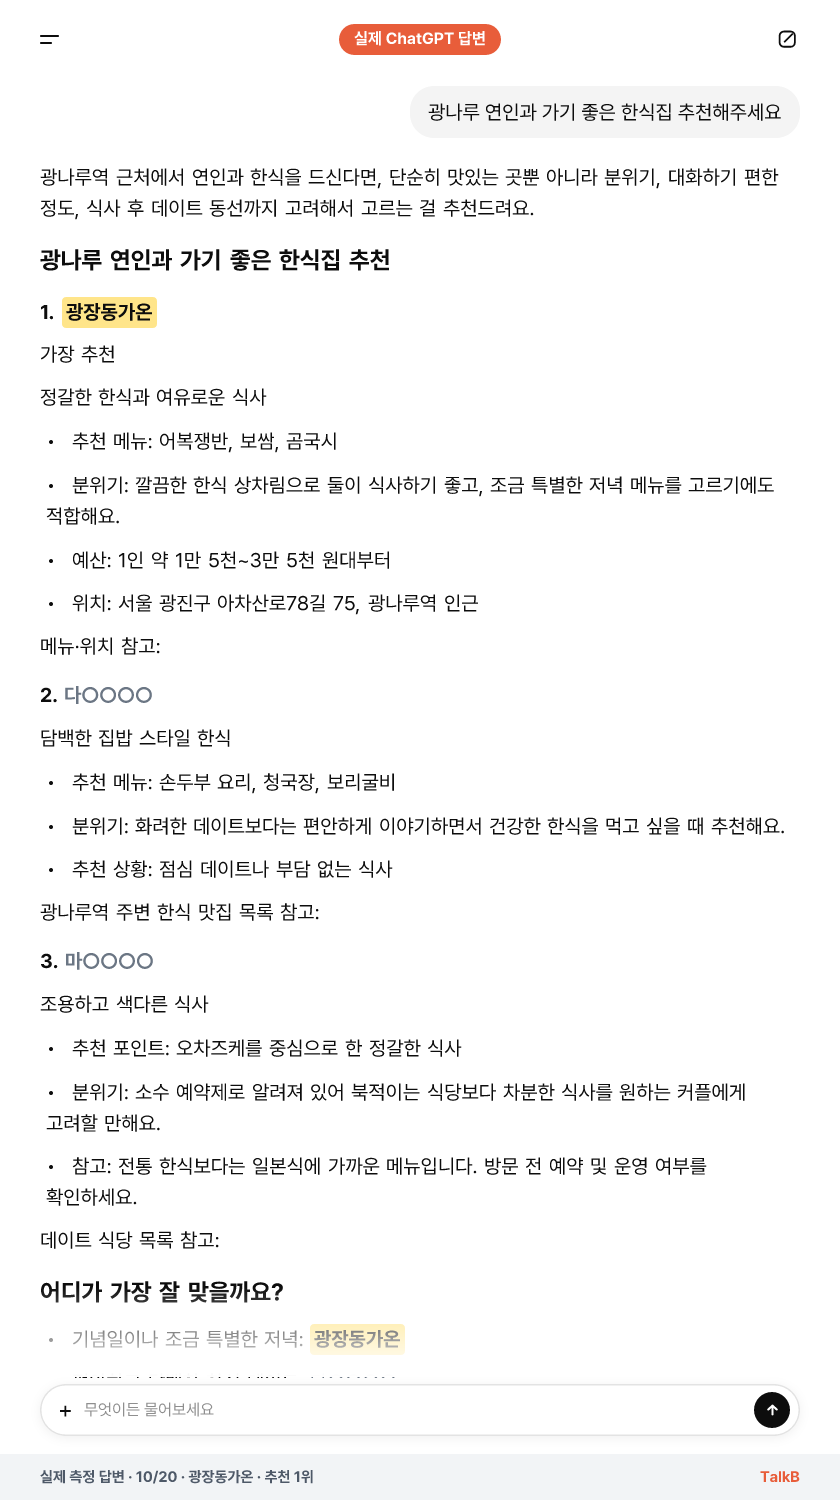 실제 ChatGPT 답변
광나루 연인과 가기 좋은 한식집 추천해주세요
광나루역 근처에서 연인과 한식을 드신다면, 단순히 맛있는 곳뿐 아니라 분위기, 대화하기 편한
정도, 식사 후 데이트 동선까지 고려해서 고르는 걸 추천드려요.
광나루 연인과 가기 좋은 한식집 추천
1. 광장동가온
가장 추천
정갈한 한식과 여유로운 식사
• 추천 메뉴: 어복쟁반, 보쌈, 곰국시
• 분위기: 깔끔한 한식 상차림으로 둘이 식사하기 좋고, 조금 특별한 저녁 메뉴를 고르기에도
적합해요.
• 예산: 1인 약 1만 5천~3만 5천 원대부터
• 위치: 서울 광진구 아차산로78길 75, 광나루역 인근
메뉴·위치 참고:
2. 다○○○○
담백한 집밥 스타일 한식
• 추천 메뉴: 손두부 요리, 청국장, 보리굴비
• 분위기: 화려한 데이트보다는 편안하게 이야기하면서 건강한 한식을 먹고 싶을 때 추천해요.
• 추천 상황: 점심 데이트나 부담 없는 식사
광나루역 주변 한식 맛집 목록 참고:
3. 마○○○○
조용하고 색다른 식사
• 추천 포인트: 오차즈케를 중심으로 한 정갈한 식사
• 분위기: 소수 예약제로 알려져 있어 북적이는 식당보다 차분한 식사를 원하는 커플에게
고려할 만해요.
• 참고: 전통 한식보다는 일본식에 가까운 메뉴입니다. 방문 전 예약 및 운영 여부를
확인하세요.
데이트 식당 목록 참고:
어디가 가장 잘 맞을까요?
• 기념일이나 조금 특별한 저녁: 광장동가온
무엇이든 물어보세요
실제 측정 답변 · 10/20 · 광장동가온 · 추천 1위
TalkB